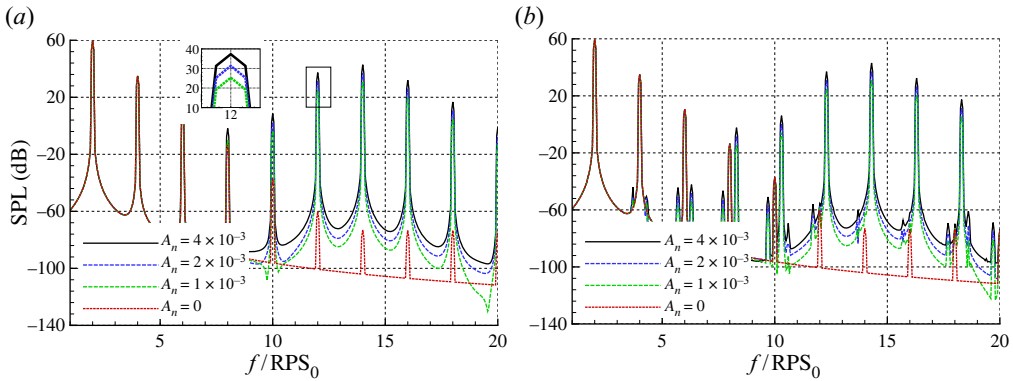 (a)
60
20
−20
−60
−100
−140
SPL (dB)
40
30
20
10
12
A_n = 4 × 10⁻³
A_n = 2 × 10⁻³
A_n = 1 × 10⁻³
A_n = 0
5
10
15
20
f/RPS₀
(b)
60
20
−20
−60
−100
−140
A_n = 4 × 10⁻³
A_n = 2 × 10⁻³
A_n = 1 × 10⁻³
A_n = 0
5
10
15
20
f/RPS₀